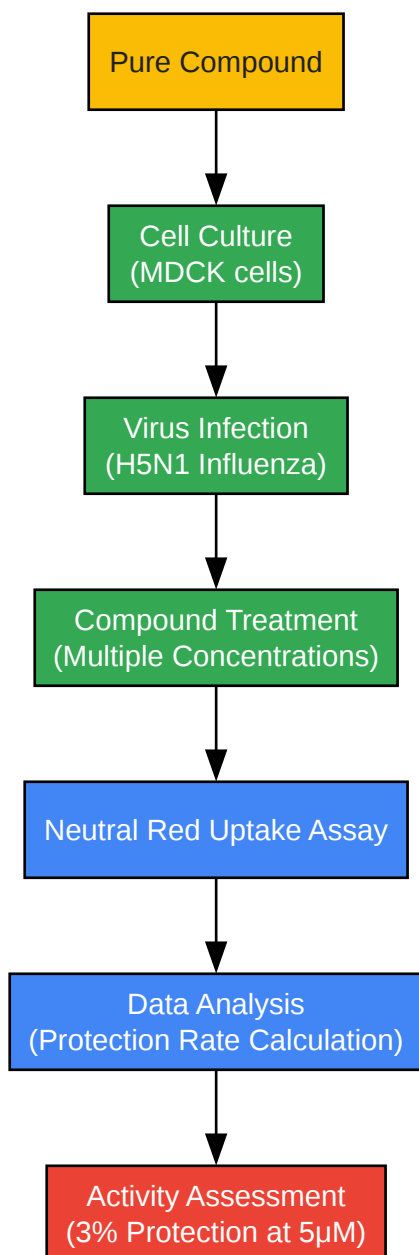 Pure Compound
Cell Culture
(MDCK cells)
Virus Infection
(H5N1 Influenza)
Compound Treatment
(Multiple Concentrations)
Neutral Red Uptake Assay
Data Analysis
(Protection Rate Calculation)
Activity Assessment
(3% Protection at 5μM)